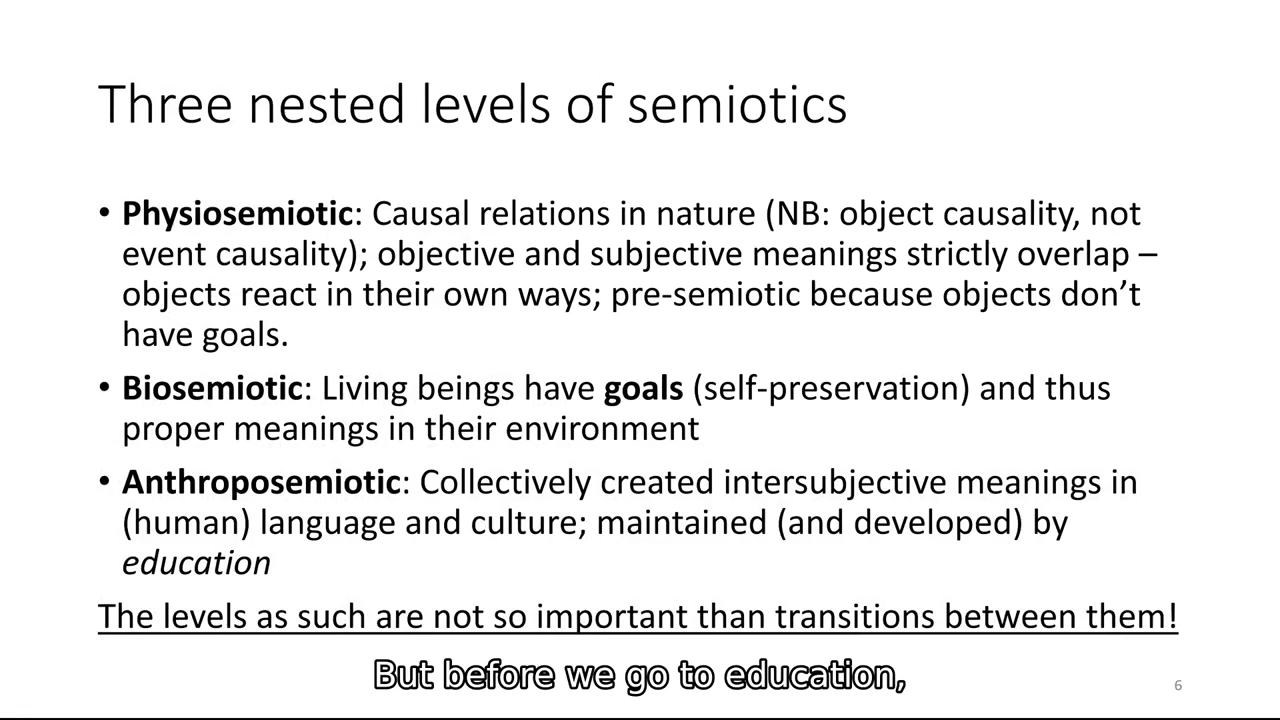 Three nested levels of semiotics
• Physiosemiotic: Causal relations in nature (NB: object causality, not
event causality); objective and subjective meanings strictly overlap –
objects react in their own ways; pre-semiotic because objects don’t
have goals.
• Biosemiotic: Living beings have goals (self-preservation) and thus
proper meanings in their environment
• Anthroposemiotic: Collectively created intersubjective meanings in
(human) language and culture; maintained (and developed) by
education
The levels as such are not so important than transitions between them!
But before we go to education,
6